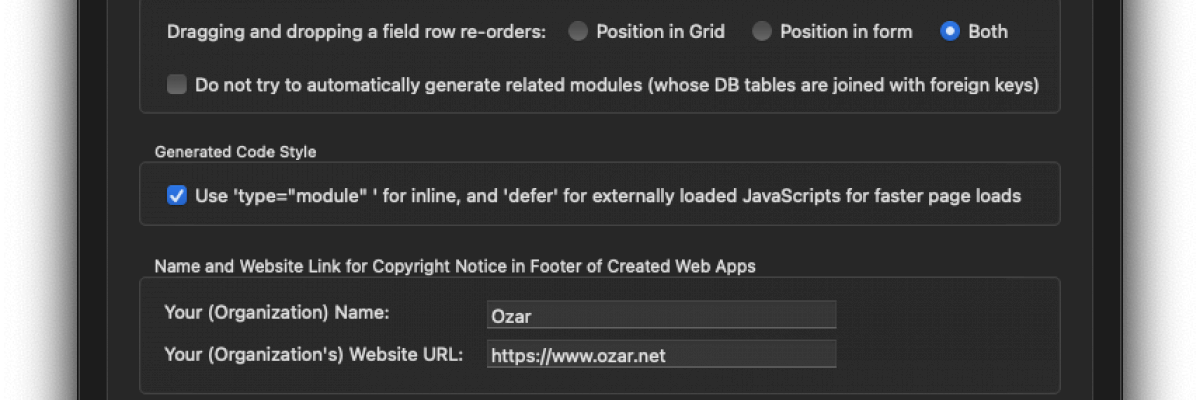 Dragging and dropping a field row re-orders: Position in Grid Position in form Both
Do not try to automatically generate related modules (whose DB tables are joined with foreign keys)
Generated Code Style
Use 'type="module" ' for inline, and 'defer' for externally loaded JavaScripts for faster page loads
Name and Website Link for Copyright Notice in Footer of Created Web Apps
Your (Organization) Name: Ozar
Your (Organization's) Website URL: https://www.ozar.net